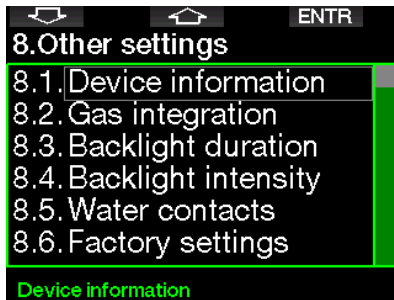 ENTR
8.Other settings
8.1.Device information
8.2.Gas integration
8.3.Backlight duration
8.4.Backlight intensity
8.5.Water contacts
8.6.Factory settings
Device information